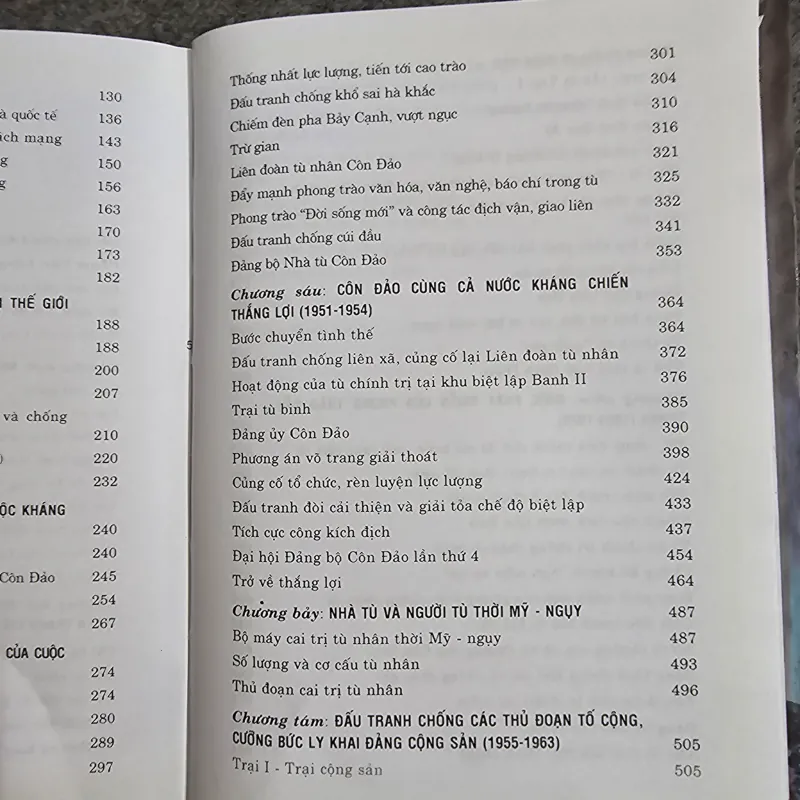 130
à quốc tế 136
ách mạng 143
g 150
g 156
163
170
173
182
THẾ GIỚI
188
188
200
207
và chống
210
) 220
232
ỘC KHÁNG
240
240
Côn Đảo 245
254
267
CỦA CUỘC
274
274
280
289
297
Thống nhất lực lượng, tiến tới cao trào 301
Đấu tranh chống khổ sai hà khắc 304
Chiếm đèn pha Bảy Cạnh, vượt ngục 310
Trừ gian 316
Liên đoàn tù nhân Côn Đảo 321
Đẩy mạnh phong trào văn hóa, văn nghệ, báo chí trong tù 325
Phong trào “Đời sống mới” và công tác địch vận, giao liên 332
Đấu tranh chống cúi đầu 341
Đảng bộ Nhà tù Côn Đảo 353
Chương sáu: CÔN ĐẢO CÙNG CẢ NƯỚC KHÁNG CHIẾN
THẮNG LỢI (1951-1954) 364
Bước chuyển tình thế 364
Đấu tranh chống liên xã, củng cố lại Liên đoàn tù nhân 372
Hoạt động của tù chính trị tại khu biệt lập Banh II 376
Trại tù binh 385
Đảng ủy Côn Đảo 390
Phương án võ trang giải thoát 398
Củng cố tổ chức, rèn luyện lực lượng 424
Đấu tranh đòi cải thiện và giải tỏa chế độ biệt lập 433
Tích cực công kích địch 437
Đại hội Đảng bộ Côn Đảo lần thứ 4 454
Trở về thắng lợi 464
Chương bảy: NHÀ TÙ VÀ NGƯỜI TÙ THỜI MỸ - NGỤY 487
Bộ máy cai trị tù nhân thời Mỹ - ngụy 487
Số lượng và cơ cấu tù nhân 493
Thủ đoạn cai trị tù nhân 496
Chương tám: ĐẤU TRANH CHỐNG CÁC THỦ ĐOẠN TỐ CỘNG,
CƯỠNG BỨC LY KHAI ĐẢNG CỘNG SẢN (1955-1963) 505
Trại I - Trại cộng sản 505